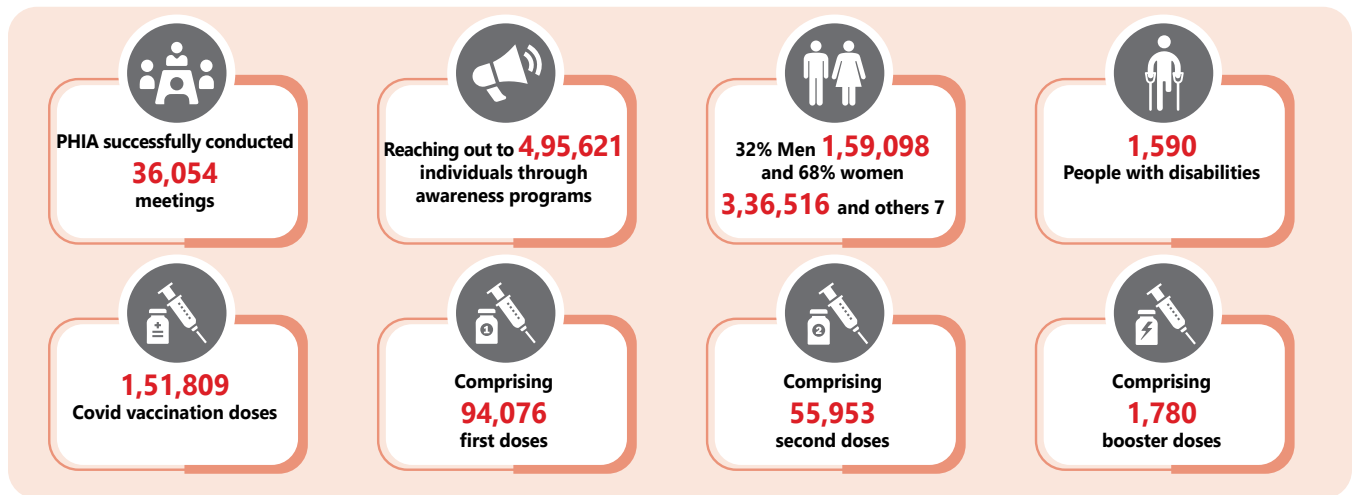 PHIA successfully conducted
36,054
meetings
Reaching out to 4,95,621
individuals through
awareness programs
32% Men 1,59,098
and 68% women
3,36,516 and others 7
1,590
People with disabilities
1,51,809
Covid vaccination doses
1
Comprising
94,076
first doses
2
Comprising
55,953
second doses
Comprising
1,780
booster doses